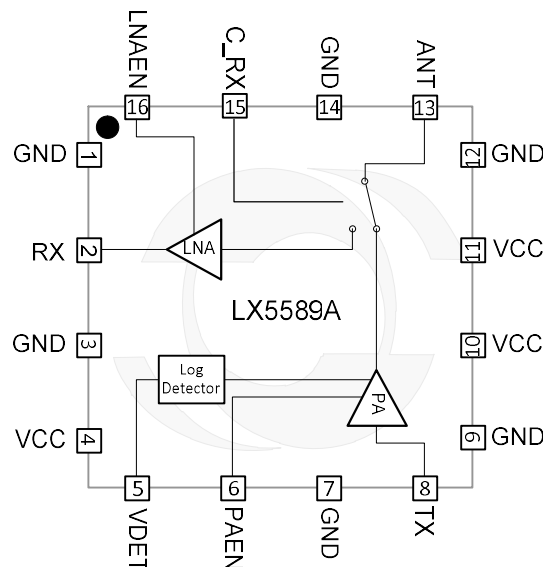 LNAEN
C_RX
GND
ANT
16
15
14
13
GND
1
12
GND
RX
2
LNA
11
VCC
LX5589A
GND
3
10
VCC
Log
Detector
PA
VCC
4
9
GND
5
6
7
8
VDET
PAEN
GND
TX